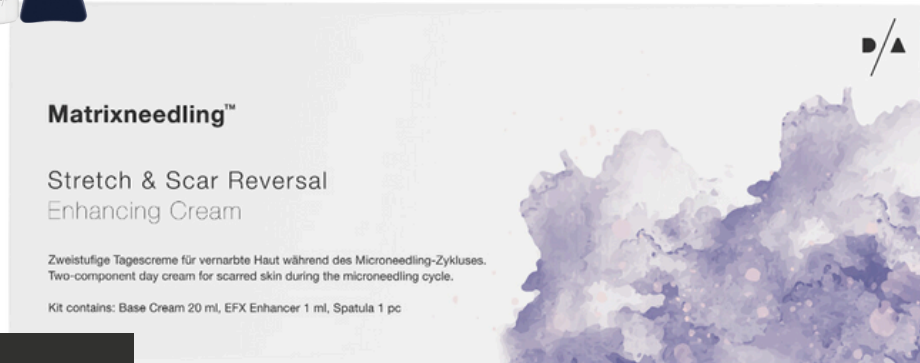 D/A
Matrixneedling™
Stretch & Scar Reversal
Enhancing Cream
Zweistufige Tagescreme für vernarbte Haut während des Microneedling-Zykluses.
Two-component day cream for scarred skin during the microneedling cycle.
Kit contains: Base Cream 20 ml, EFX Enhancer 1 ml, Spatula 1 pc